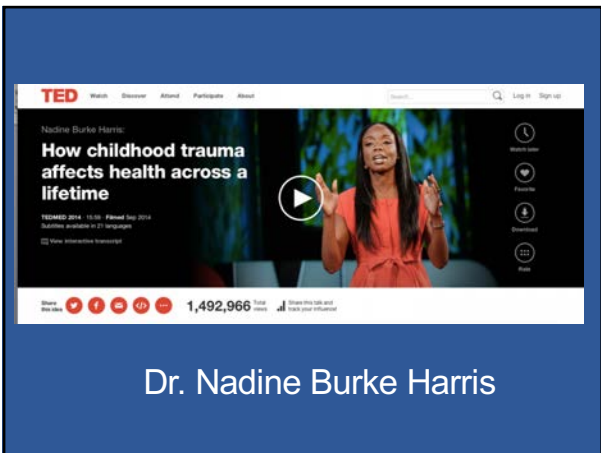 TED Watch Discover Attend Participate About Search... Log in Sign up
Nadine Burke Harris:
How childhood trauma
affects health across a
lifetime
TEDMED 2014 · 15:59 · Filmed Sep 2014
Subtitles available in 21 languages
View interactive transcript
Watch later
Favorite
Download
Rate
Share
this idea
1,492,966 Total
views
Share this talk and
track your influence!
Dr. Nadine Burke Harris